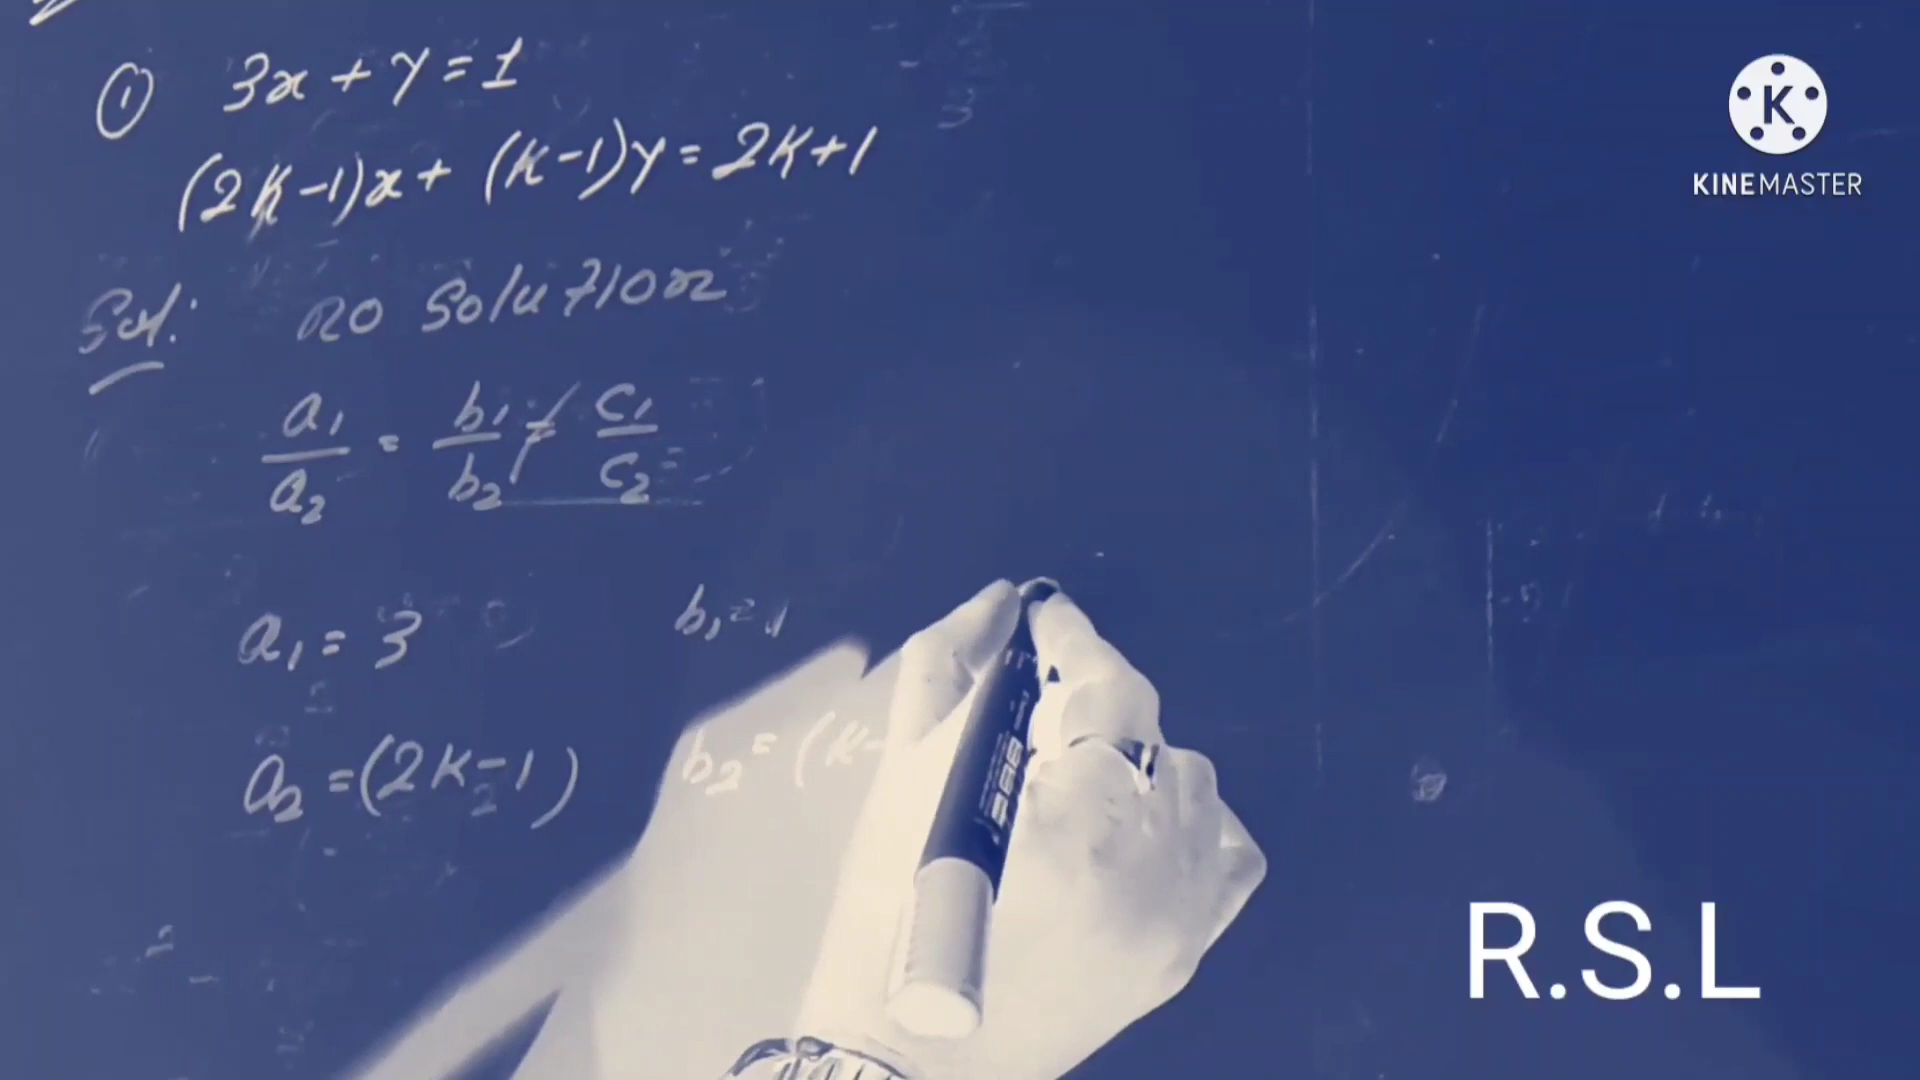 ① 3x + y = 1
(2K-1)x + (K-1)y = 2K+1
Sol: no solution
a₁/a₂ = b₁/b₂ ≠ c₁/c₂
a₁ = 3 b₁ = 1
a₂ = (2K-1) b₂ = (K-
K
KINEMASTER
R.S.L